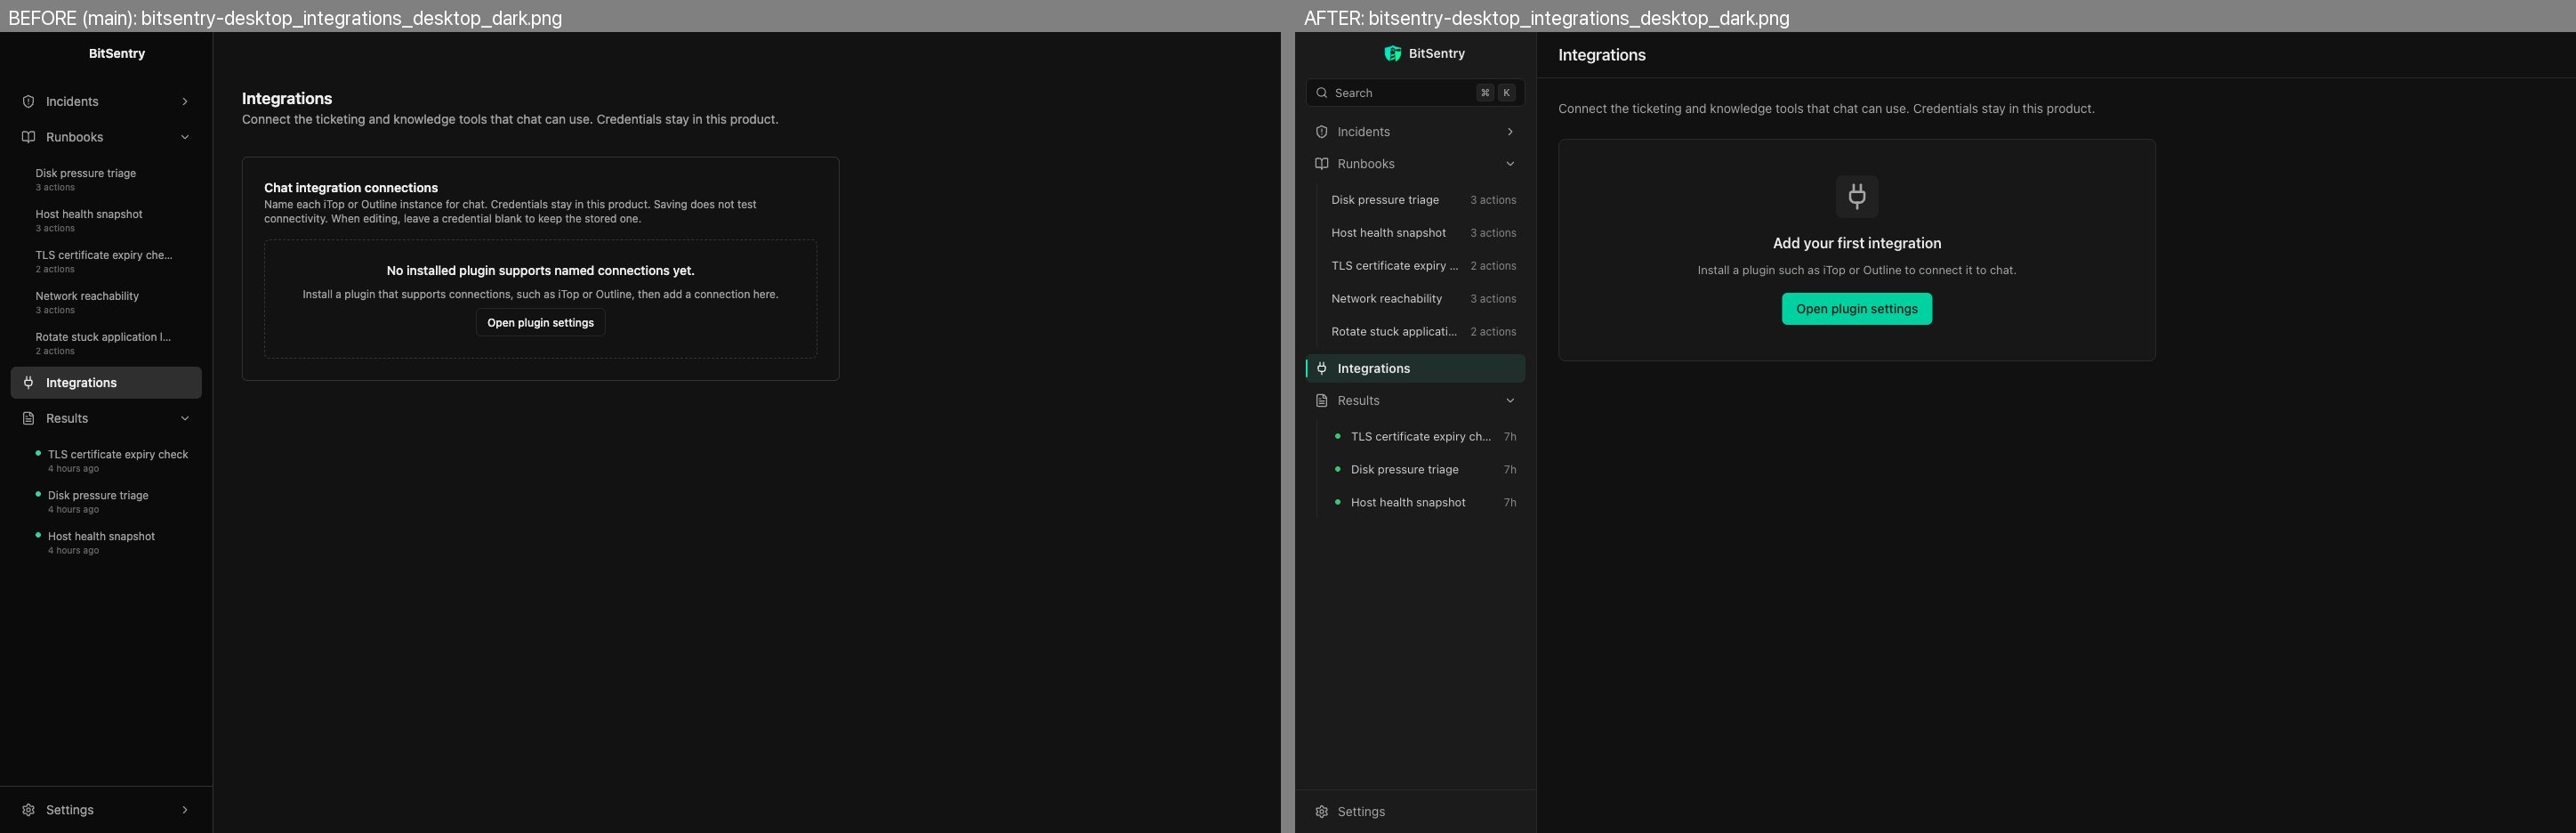 BEFORE (main): bitsentry-desktop_integrations_desktop_dark.png
BitSentry
Incidents
Runbooks
Disk pressure triage
3 actions
Host health snapshot
3 actions
TLS certificate expiry che...
2 actions
Network reachability
3 actions
Rotate stuck application l...
2 actions
Integrations
Results
TLS certificate expiry check
4 hours ago
Disk pressure triage
4 hours ago
Host health snapshot
4 hours ago
Settings
Integrations
Connect the ticketing and knowledge tools that chat can use. Credentials stay in this product.
Chat integration connections
Name each iTop or Outline instance for chat. Credentials stay in this product. Saving does not test
connectivity. When editing, leave a credential blank to keep the stored one.
No installed plugin supports named connections yet.
Install a plugin that supports connections, such as iTop or Outline, then add a connection here.
Open plugin settings
AFTER: bitsentry-desktop_integrations_desktop_dark.png
BitSentry
Search ⌘ K
Incidents
Runbooks
Disk pressure triage 3 actions
Host health snapshot 3 actions
TLS certificate expiry ... 2 actions
Network reachability 3 actions
Rotate stuck applicati... 2 actions
Integrations
Results
TLS certificate expiry ch... 7h
Disk pressure triage 7h
Host health snapshot 7h
Settings
Integrations
Connect the ticketing and knowledge tools that chat can use. Credentials stay in this product.
Add your first integration
Install a plugin such as iTop or Outline to connect it to chat.
Open plugin settings